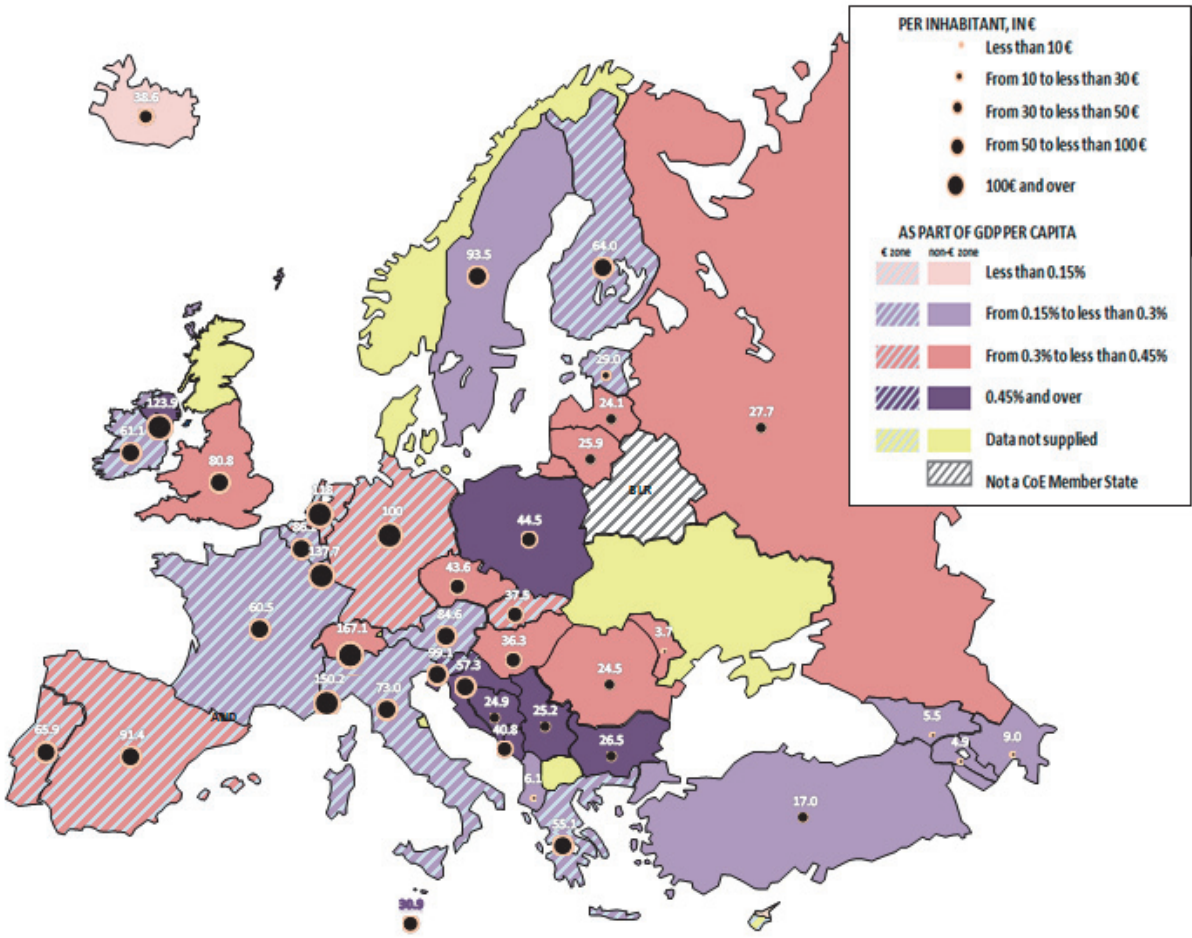 PER INHABITANT, IN €
Less than 10 €
From 10 to less than 30 €
From 30 to less than 50 €
From 50 to less than 100 €
100€ and over
AS PART OF GDP PER CAPITA
€ zone non-€ zone
Less than 0.15%
From 0.15% to less than 0.3%
From 0.3% to less than 0.45%
0.45% and over
Data not supplied
Not a CoE Member State
38.6
93.5
64.0
29.0
24.1
25.9
27.7
123.9
61.1
80.8
BLR
100
44.5
137.7
43.6
37.5
60.5
84.6
167.1
36.3
3.7
99.1
57.3
24.5
150.2
73.0
24.9
25.2
AND
65.9
91.4
40.8
26.5
5.5
4.9
9.0
6.1
17.0
55.1
30.9